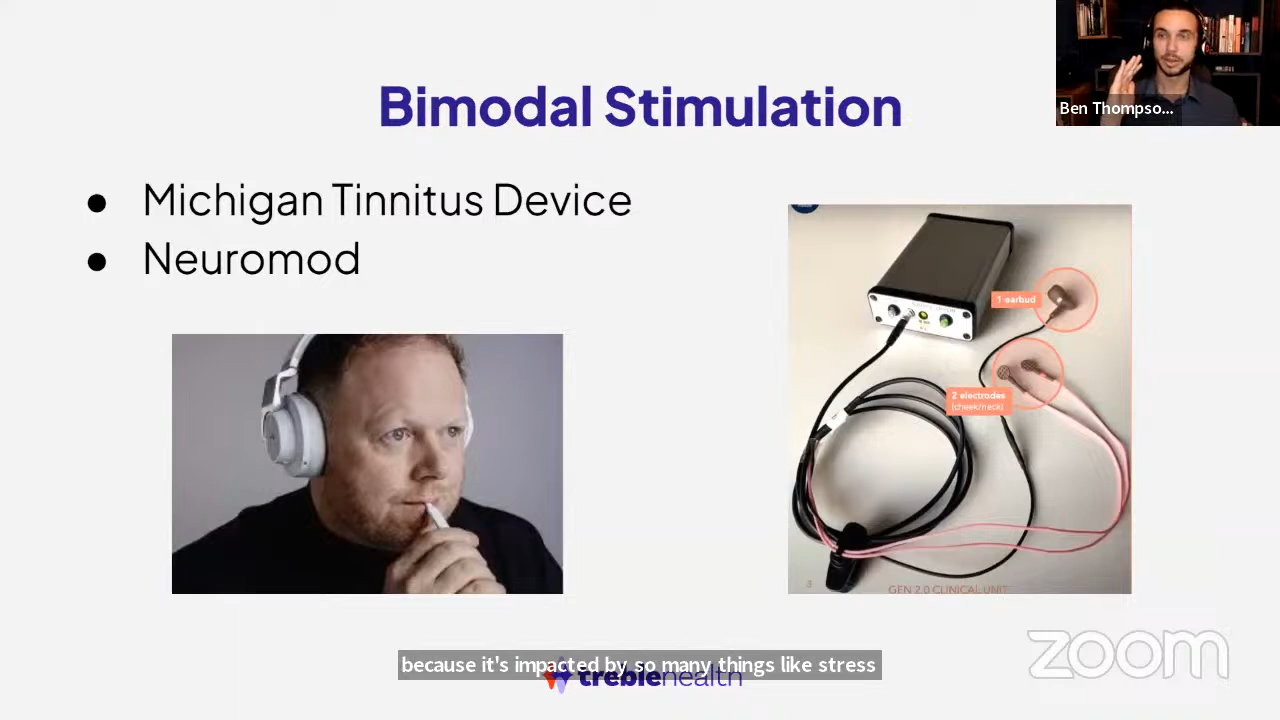 Bimodal Stimulation
Ben Thompso...
● Michigan Tinnitus Device
● Neuromod
1 earbud
2 electrodes
(cheek/neck)
3
GEN 2.0 CLINICAL UNIT
because it's impacted by so many things like stress
treblehealth
zoom